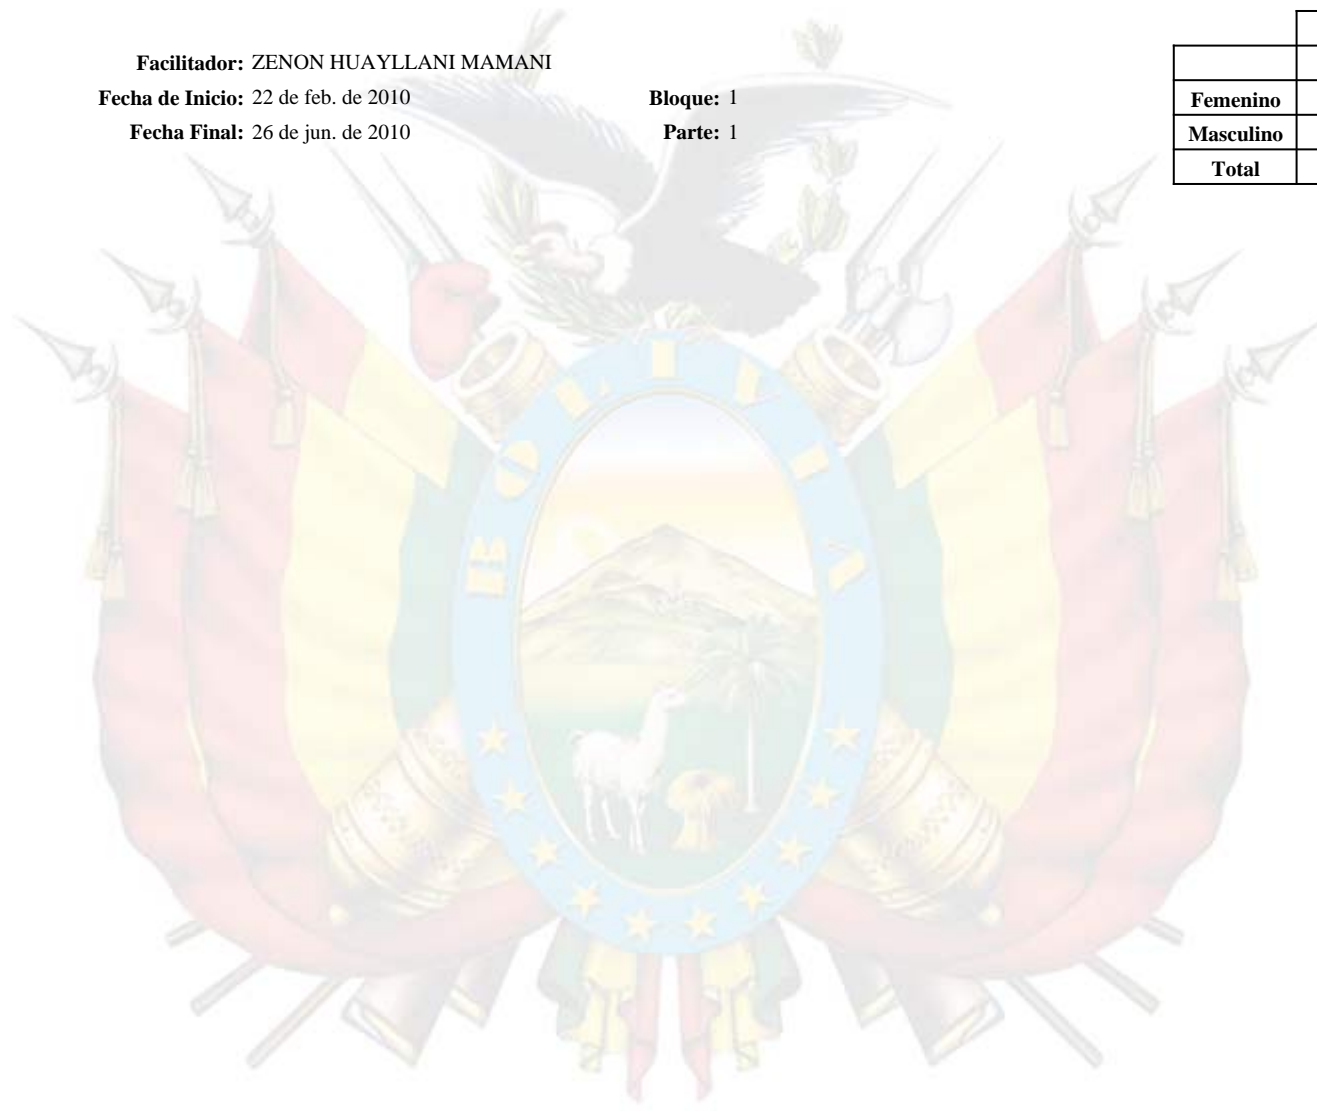 Facilitador: ZENON HUAYLLANI MAMANI
Fecha de Inicio: 22 de feb. de 2010 Bloque: 1
Fecha Final: 26 de jun. de 2010 Parte: 1
Femenino
Masculino
Total
BOLIVIA